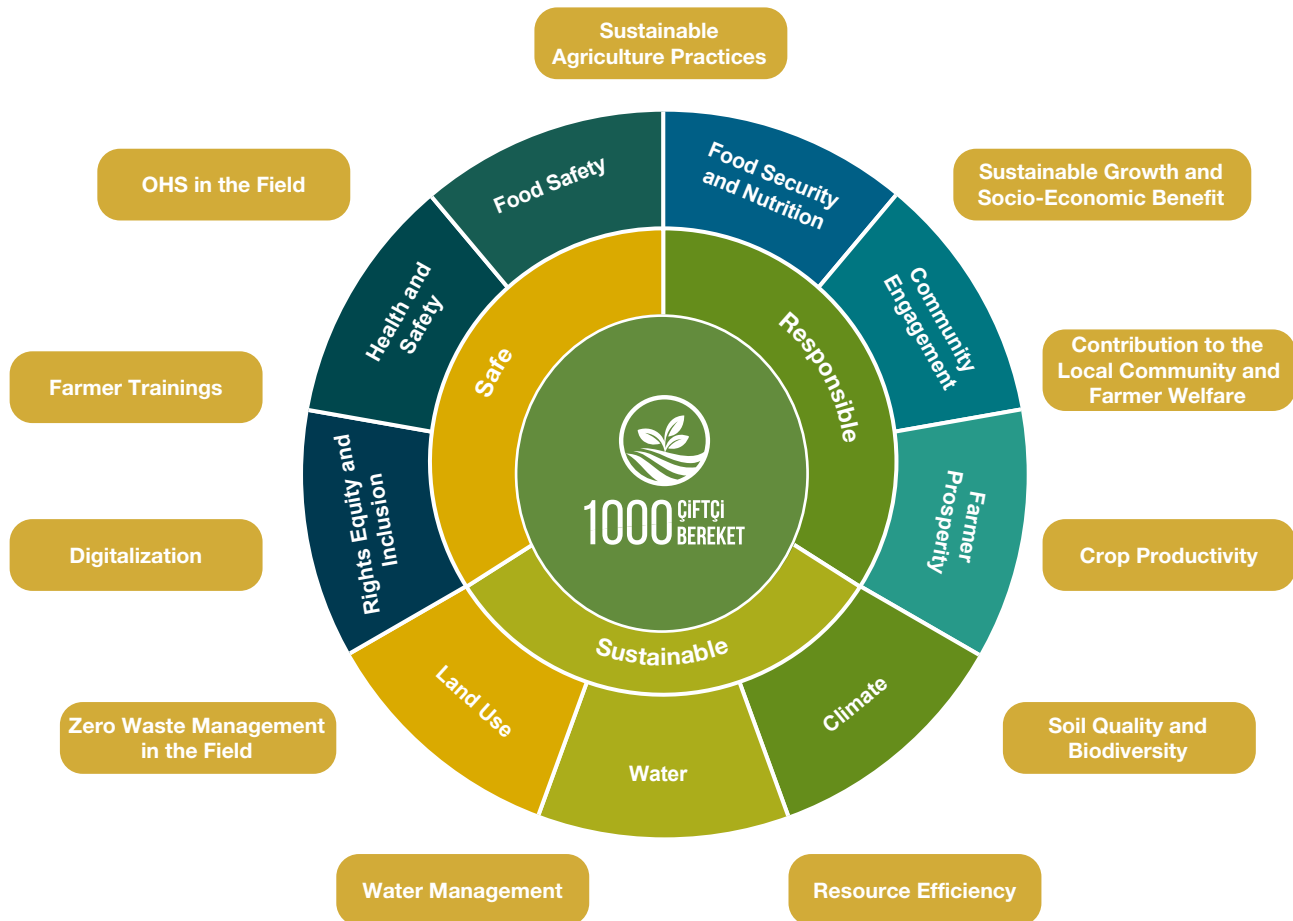 Sustainable
Agriculture Practices
OHS in the Field
Sustainable Growth and
Socio-Economic Benefit
Farmer Trainings
Contribution to the
Local Community and
Farmer Welfare
Digitalization
Crop Productivity
Zero Waste Management
in the Field
Soil Quality and
Biodiversity
Water Management
Resource Efficiency
Food Safety
Food Security
and Nutrition
Health and
Safety
Community
Engagement
Rights Equity and
Inclusion
Farmer
Prosperity
Land Use
Water
Climate
Safe
Responsible
Sustainable
1000 ÇİFTÇİ
BEREKET